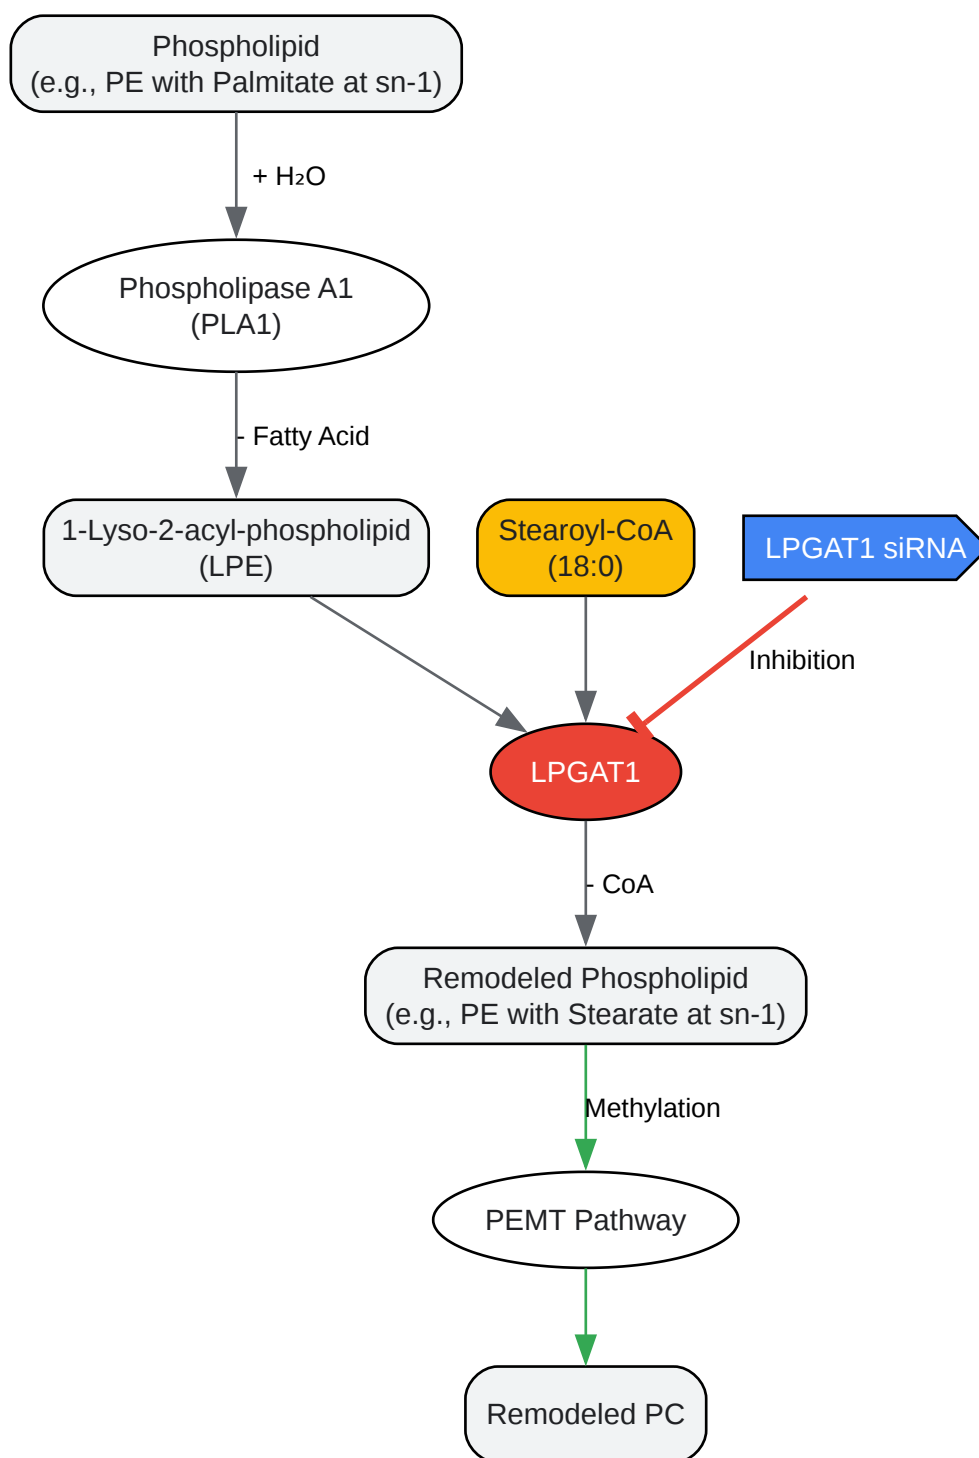 Phospholipid
(e.g., PE with Palmitate at sn-1)
+ H₂O
Phospholipase A1
(PLA1)
- Fatty Acid
1-Lyso-2-acyl-phospholipid
(LPE)
Stearoyl-CoA
(18:0)
LPGAT1 siRNA
Inhibition
LPGAT1
- CoA
Remodeled Phospholipid
(e.g., PE with Stearate at sn-1)
Methylation
PEMT Pathway
Remodeled PC